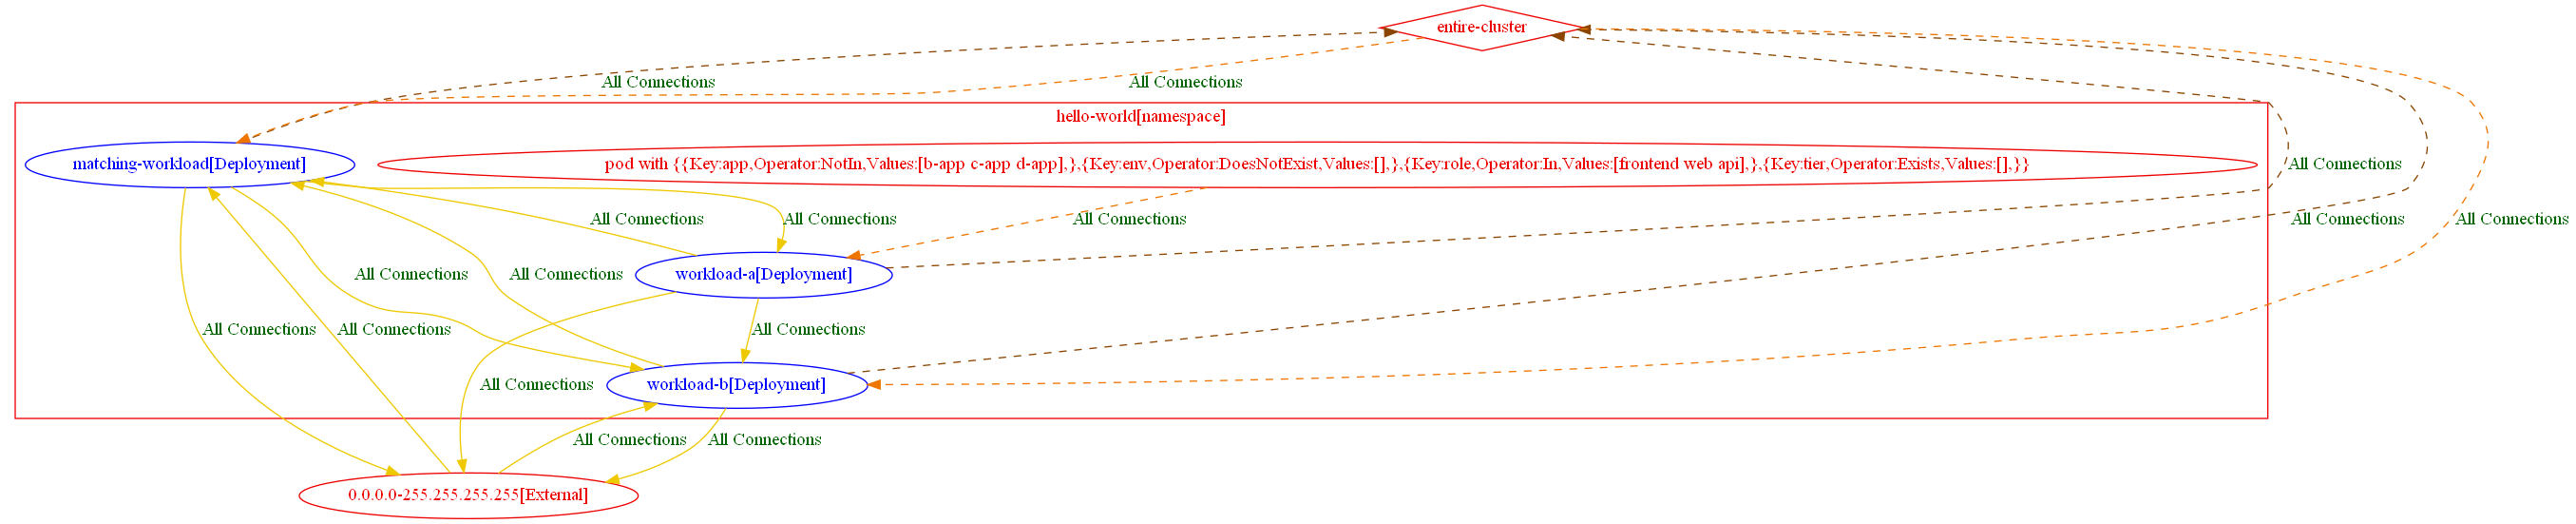 entire-cluster
All Connections
All Connections
hello-world[namespace]
matching-workload[Deployment]
pod with {{Key:app,Operator:NotIn,Values:[b-app c-app d-app],},{Key:env,Operator:DoesNotExist,Values:[],},{Key:role,Operator:In,Values:[frontend web api],},{Key:tier,Operator:Exists,Values:[],}}
All Connections
All Connections
All Connections
All Connections
All Connections
All Connections
workload-a[Deployment]
All Connections
All Connections
All Connections
All Connections
All Connections
workload-b[Deployment]
All Connections
All Connections
All Connections
0.0.0.0-255.255.255.255[External]